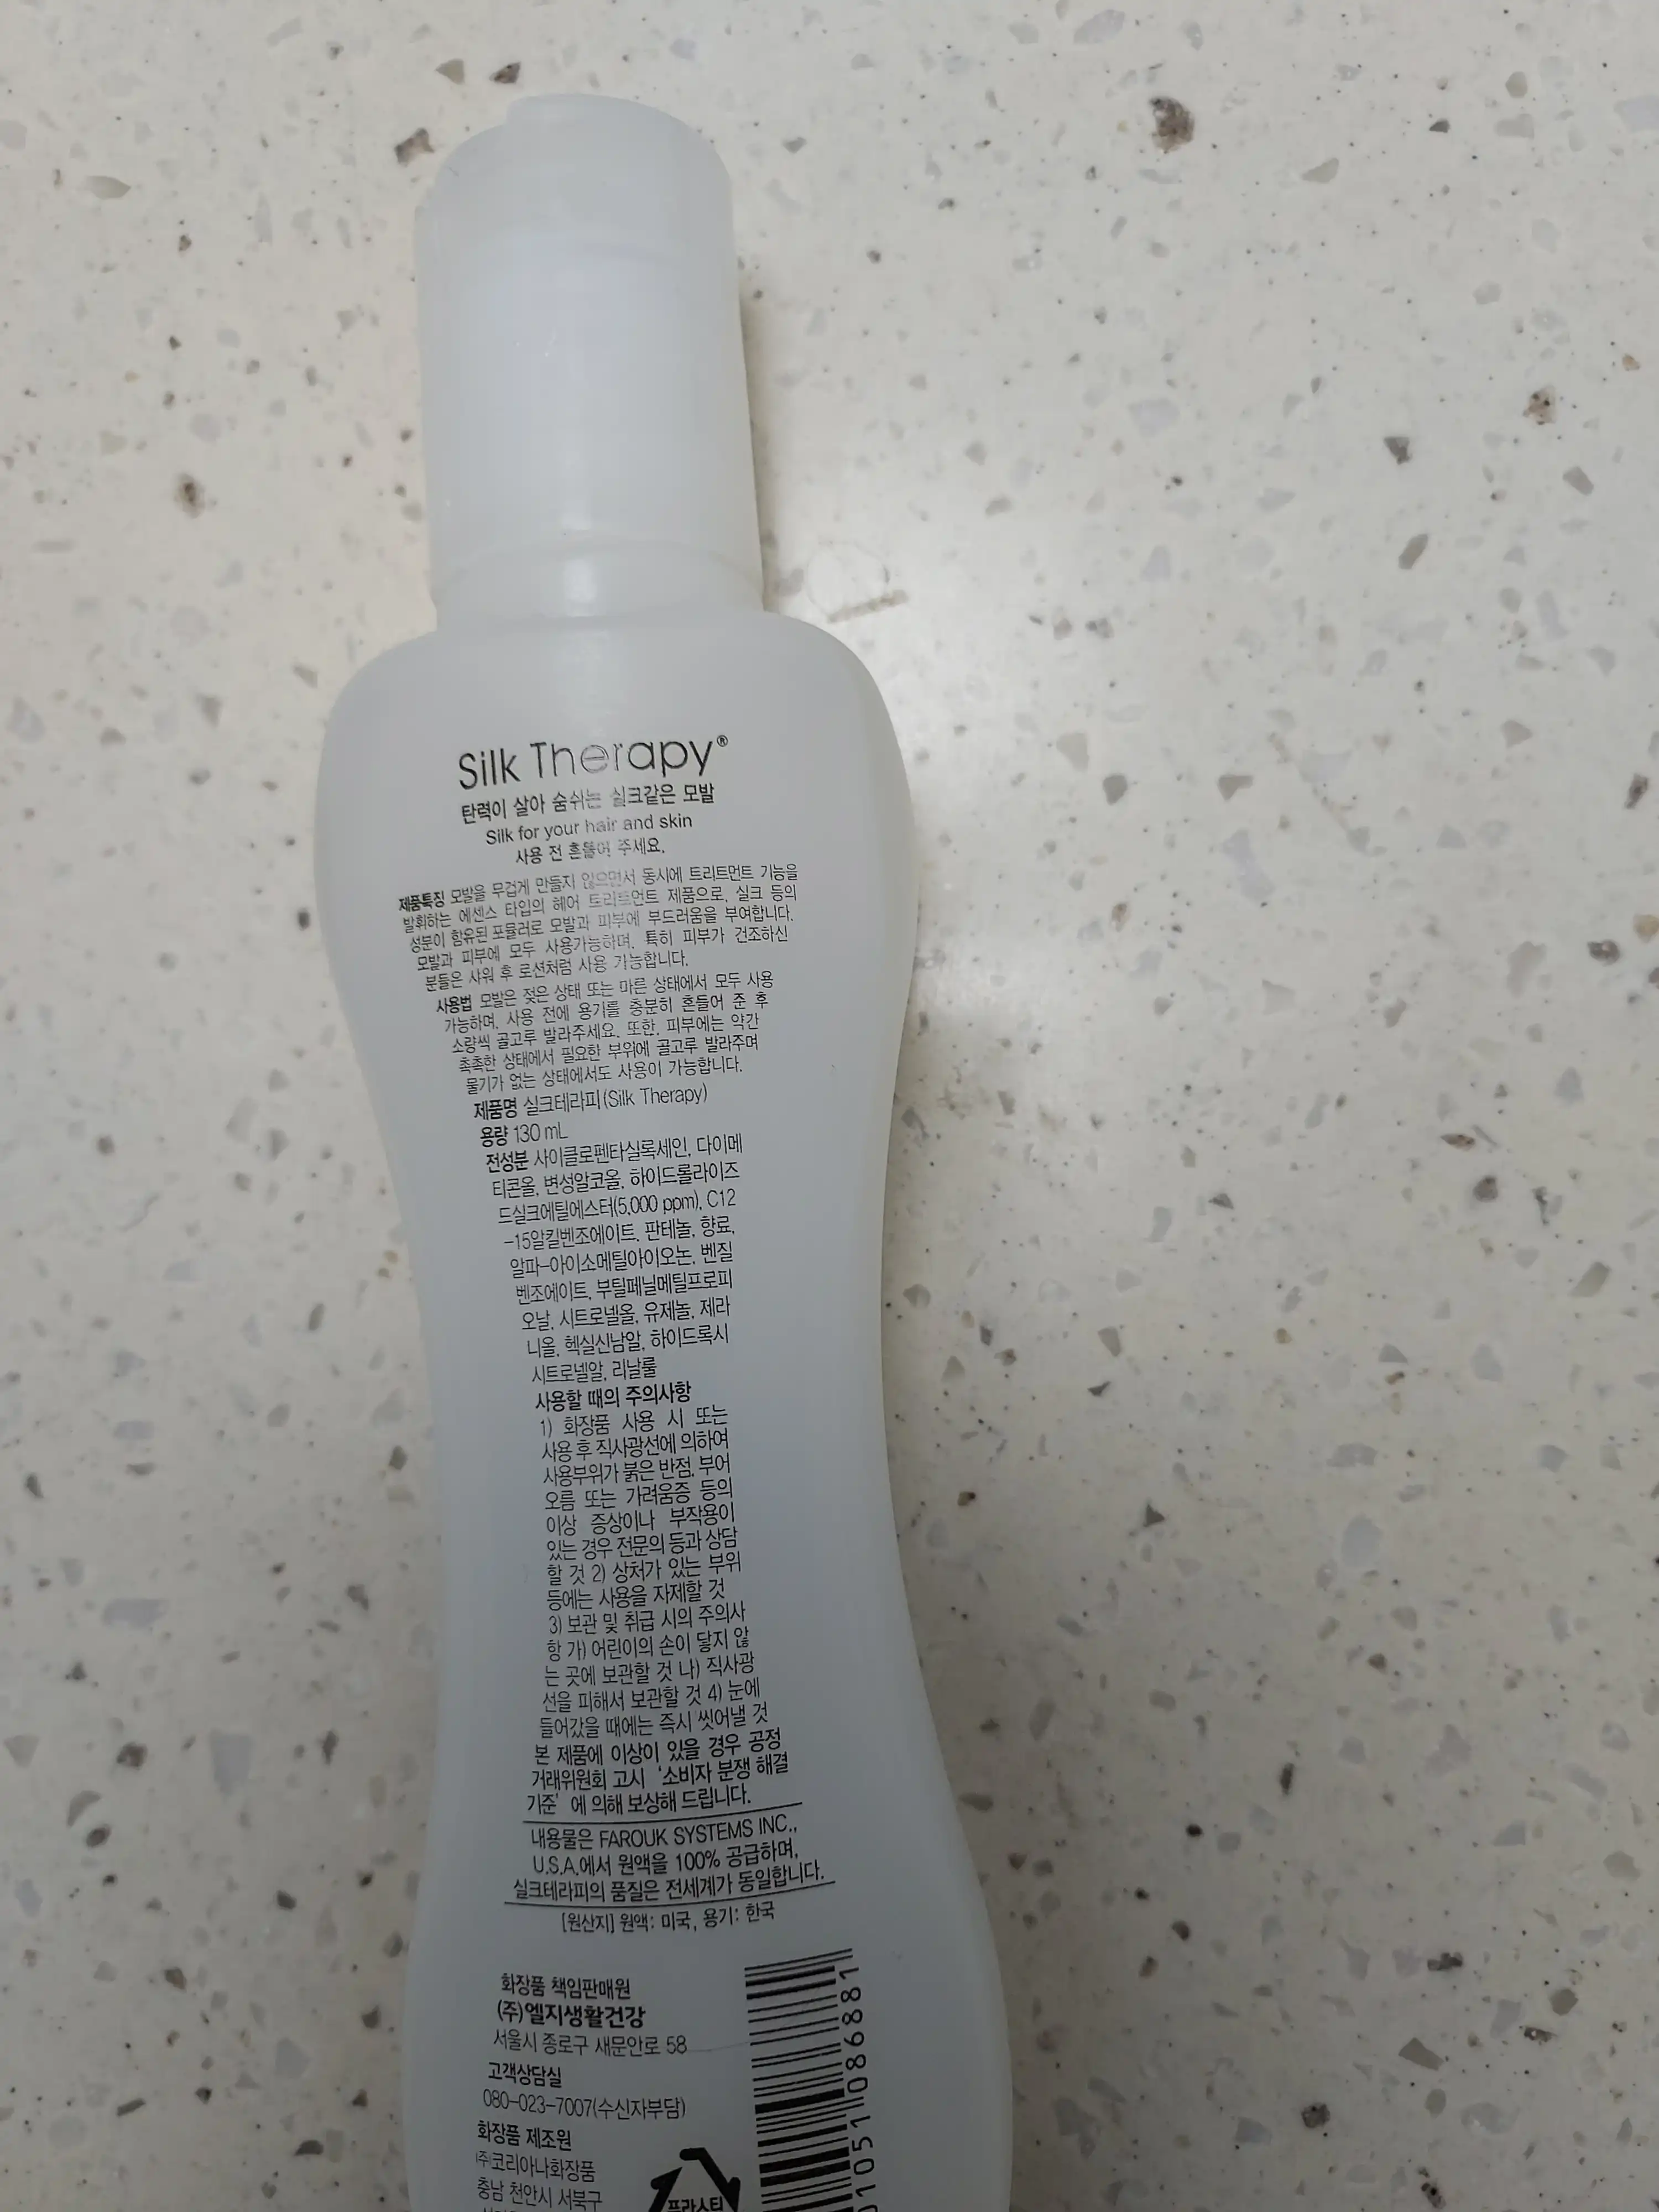 Silk Therapy®
탄력이 살아 숨쉬는 실크같은 모발
Silk for your hair and skin
사용 전 흔들어 주세요.
제품특징 모발을 무겁게 만들지 않으면서 동시에 트리트먼트 기능을
발휘하는 에센스 타입의 헤어 트리트먼트 제품으로, 실크 등의
성분이 함유된 포뮬러로 모발과 피부에 부드러움을 부여합니다.
모발과 피부에 모두 사용가능하며, 특히 피부가 건조하신
분들은 샤워 후 로션처럼 사용 가능합니다.
사용법 모발은 젖은 상태 또는 마른 상태에서 모두 사용
가능하며, 사용 전에 용기를 충분히 흔들어 준 후
소량씩 골고루 발라주세요. 또한, 피부에는 약간
촉촉한 상태에서 필요한 부위에 골고루 발라주며
물기가 없는 상태에서도 사용이 가능합니다.
제품명 실크테라피(Silk Therapy)
용량 130 mL
전성분 사이클로펜타실록세인, 다이메
티콘올, 변성알코올, 하이드롤라이즈
드실크에틸에스터(5,000 ppm), C12
-15알킬벤조에이트, 판테놀, 향료,
알파-아이소메틸아이오논, 벤질
벤조에이트, 부틸페닐메틸프로피
오날, 시트로넬올, 유제놀, 제라
니올, 헥실신남알, 하이드록시
시트로넬알, 리날룰
사용할 때의 주의사항
1) 화장품 사용 시 또는
사용 후 직사광선에 의하여
사용부위가 붉은 반점, 부어
오름 또는 가려움증 등의
이상 증상이나 부작용이
있는 경우 전문의 등과 상담
할 것 2) 상처가 있는 부위
등에는 사용을 자제할 것
3) 보관 및 취급 시의 주의사
항 가) 어린이의 손이 닿지 않
는 곳에 보관할 것 나) 직사광
선을 피해서 보관할 것 4) 눈에
들어갔을 때에는 즉시 씻어낼 것
본 제품에 이상이 있을 경우 공정
거래위원회 고시 '소비자 분쟁 해결
기준' 에 의해 보상해 드립니다.
내용물은 FAROUK SYSTEMS INC.,
U.S.A.에서 원액을 100% 공급하며,
실크테라피의 품질은 전세계가 동일합니다.
[원산지] 원액: 미국, 용기: 한국
화장품 책임판매원
(주)엘지생활건강
서울시 종로구 새문안로 58
고객상담실
080-023-7007(수신자부담)
화장품 제조원
(주)코리아나화장품
충남 천안시 서북구
플라스틱
01051 086881